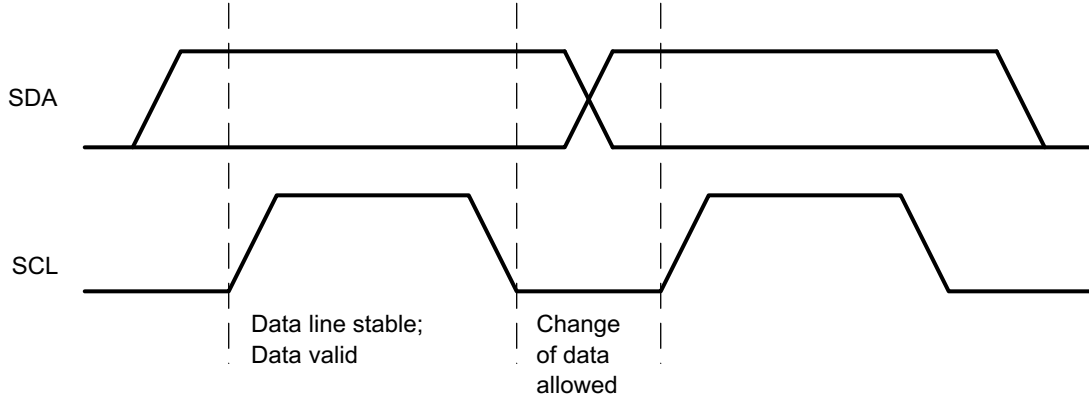 SDA
SCL
Data line stable;
Data valid
Change
of data
allowed